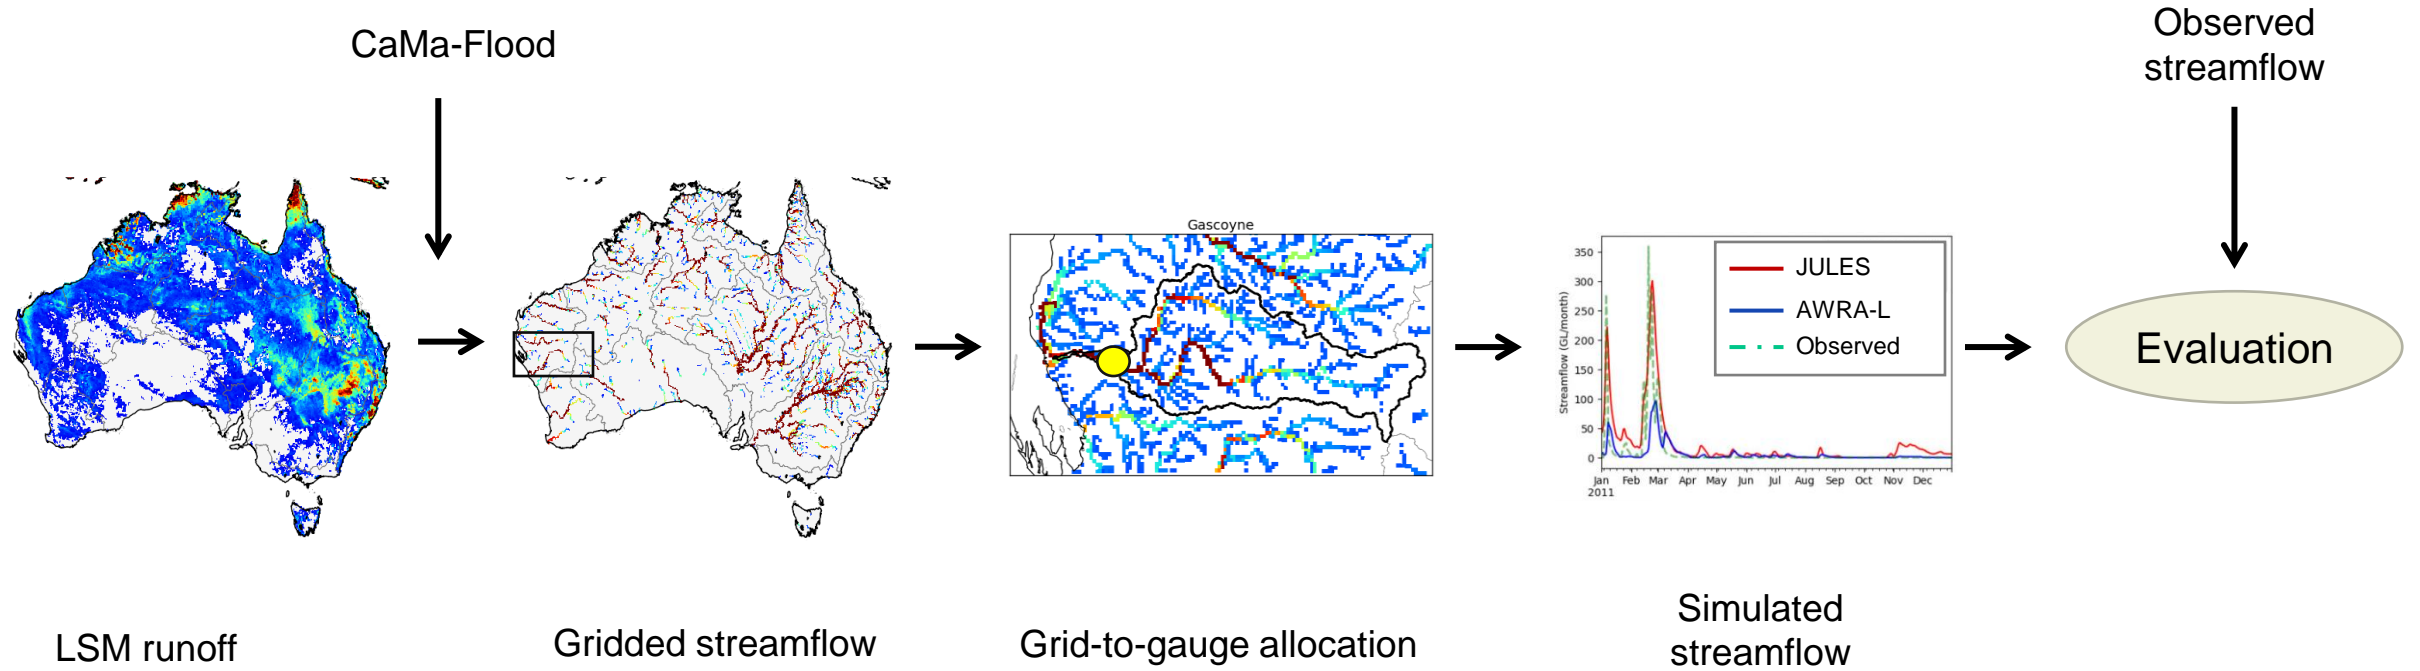 CaMa-Flood
Observed
streamflow
Gascoyne
Streamflow (GL/month)
350
300
250
200
150
100
50
0
Jan Feb Mar Apr May Jun Jul Aug Sep Oct Nov Dec
2011
JULES
AWRA-L
Observed
Evaluation
LSM runoff
Gridded streamflow
Grid-to-gauge allocation
Simulated
streamflow